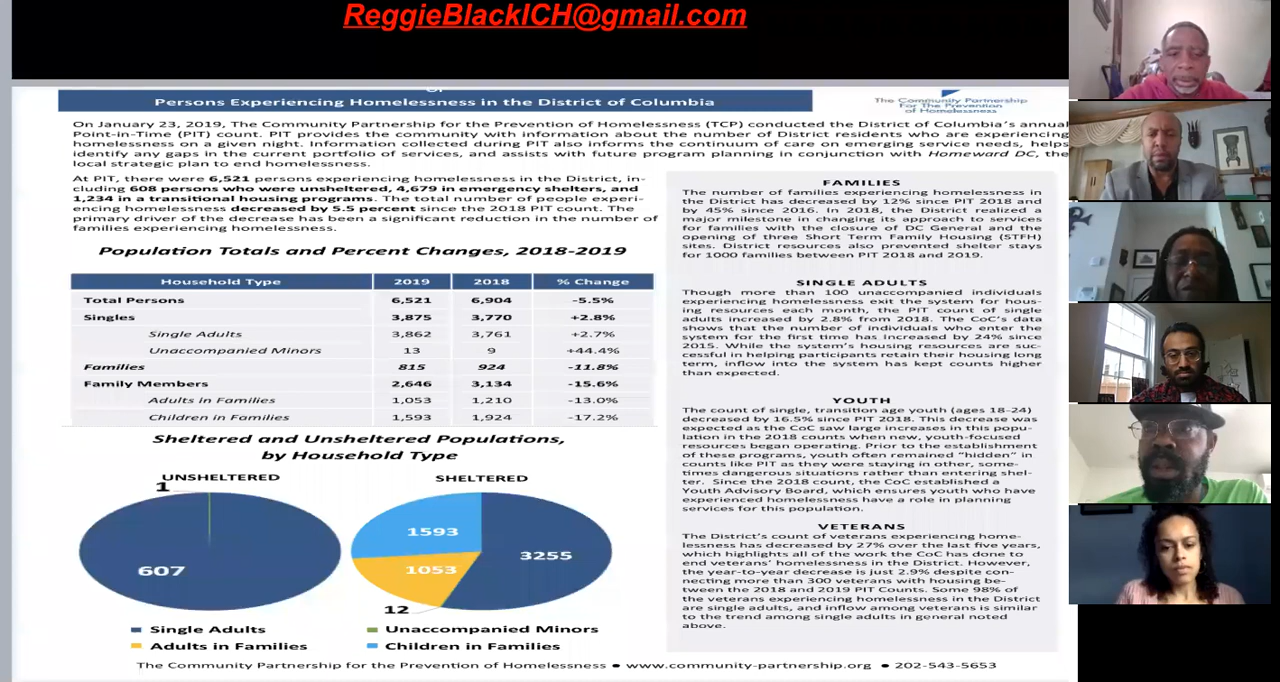 ReggieBlackICH@gmail.com
Persons Experiencing Homelessness in the District of Columbia
The Community Partnership
For The Prevention
of Homelessness
On January 23, 2019, The Community Partnership for the Prevention of Homelessness (TCP) conducted the District of Columbia's annual
Point-in-Time (PIT) count. PIT provides the community with information about the number of District residents who are experiencing
homelessness on a given night. Information collected during PIT also informs the continuum of care on emerging service needs, helps
identify any gaps in the current portfolio of services, and assists with future program planning in conjunction with Homeward DC, the
local strategic plan to end homelessness.
At PIT, there were 6,521 persons experiencing homelessness in the District, in-
cluding 608 persons who were unsheltered, 4,679 in emergency shelters, and
1,234 in a transitional housing programs. The total number of people experi-
encing homelessness decreased by 5.5 percent since the 2018 PIT count. The
primary driver of the decrease has been a significant reduction in the number of
families experiencing homelessness.
Population Totals and Percent Changes, 2018-2019
Household Type 2019 2018 % Change
Total Persons 6,521 6,904 -5.5%
Singles 3,875 3,770 +2.8%
Single Adults 3,862 3,761 +2.7%
Unaccompanied Minors 13 9 +44.4%
Families 815 924 -11.8%
Family Members 2,646 3,134 -15.6%
Adults in Families 1,053 1,210 -13.0%
Children in Families 1,593 1,924 -17.2%
Sheltered and Unsheltered Populations,
by Household Type
UNSHELTERED
1
607
SHELTERED
1593
3255
1053
12
Single Adults
Unaccompanied Minors
Adults in Families
Children in Families
FAMILIES
The number of families experiencing homelessness in
the District has decreased by 12% since PIT 2018 and
by 45% since 2016. In 2018, the District realized a
major milestone in changing its approach to services
for families with the closure of DC General and the
opening of three Short Term Family Housing (STFH)
sites. District resources also prevented shelter stays
for 1000 families between PIT 2018 and 2019.
SINGLE ADULTS
Though more than 100 unaccompanied individuals
experiencing homelessness exit the system for hous-
ing resources each month, the PIT count of single
adults increased by 2.8% from 2018. The CoC's data
shows that the number of individuals who enter the
system for the first time has increased by 24% since
2015. While the system's housing resources are suc-
cessful in helping participants retain their housing long
term, inflow into the system has kept counts higher
than expected.
YOUTH
The count of single, transition age youth (ages 18-24)
decreased by 16.5% since PIT 2018. This decrease was
expected as the CoC saw large increases in this popu-
lation in the 2018 counts when new, youth-focused
resources began operating. Prior to the establishment
of these programs, youth often remained "hidden" in
counts like PIT as they were staying in other, some-
times dangerous situations rather than entering shel-
ter. Since the 2018 count, the CoC established a
Youth Advisory Board, which ensures youth who have
experienced homelessness have a role in planning
services for this population.
VETERANS
The District's count of veterans experiencing home-
lessness has decreased by 27% over the last five years,
which highlights all of the work the CoC has done to
end veterans' homelessness in the District. However,
the year-to-year decrease is just 2.9% despite con-
necting more than 300 veterans with housing be-
tween the 2018 and 2019 PIT Counts. Some 98% of
the veterans experiencing homelessness in the District
are single adults, and inflow among veterans is similar
to the trend among single adults in general noted
above.
The Community Partnership for the Prevention of Homelessness ● www.community-partnership.org ● 202-543-5653